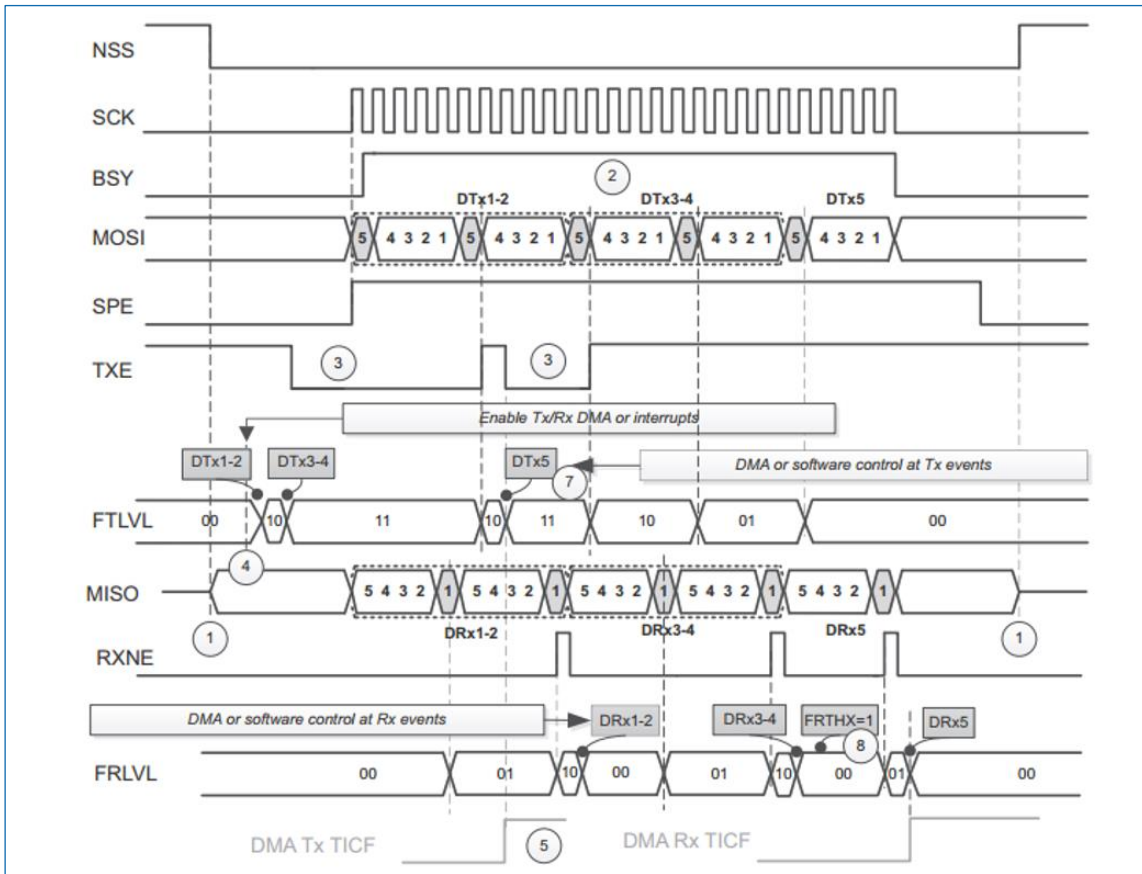 NSS
SCK
BSY
2
DTx1-2 DTx3-4 DTx5
MOSI 5 4 3 2 1 5 4 3 2 1 5 4 3 2 1 5 4 3 2 1 5 4 3 2 1
SPE
TXE 3 3
Enable Tx/Rx DMA or interrupts
DTx1-2 DTx3-4 DTx5 DMA or software control at Tx events
7
FTLVL 00 10 11 10 11 10 01 00
4
MISO 5 4 3 2 1 5 4 3 2 1 5 4 3 2 1 5 4 3 2 1 5 4 3 2 1
1 DRx1-2 DRx3-4 DRx5 1
RXNE
DMA or software control at Rx events DRx1-2 DRx3-4 FRTHX=1 DRx5
8
FRLVL 00 01 10 00 01 10 00 01 00
DMA Tx TICF 5 DMA Rx TICF